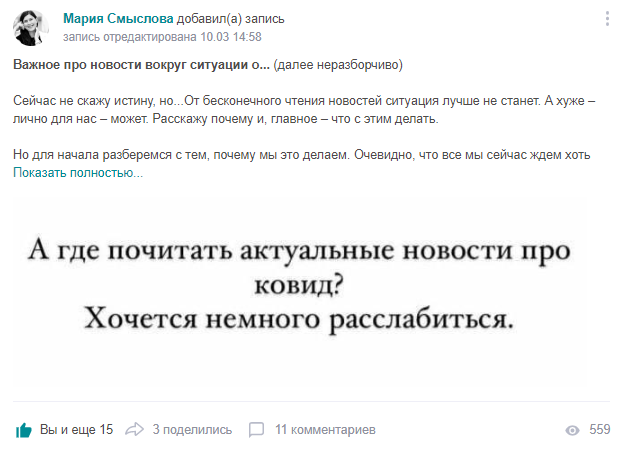 Мария Смыслова добавил(а) запись
запись отредактирована 10.03 14:58
Важное про новости вокруг ситуации о... (далее неразборчиво)
Сейчас не скажу истину, но...От бесконечного чтения новостей ситуация лучше не станет. А хуже –
лично для нас – может. Расскажу почему и, главное – что с этим делать.
Но для начала разберемся с тем, почему мы это делаем. Очевидно, что все мы сейчас ждем хоть
Показать полностью...
А где почитать актуальные новости про
ковид?
Хочется немного расслабиться.
Вы и еще 15 3 поделились 11 комментариев 559